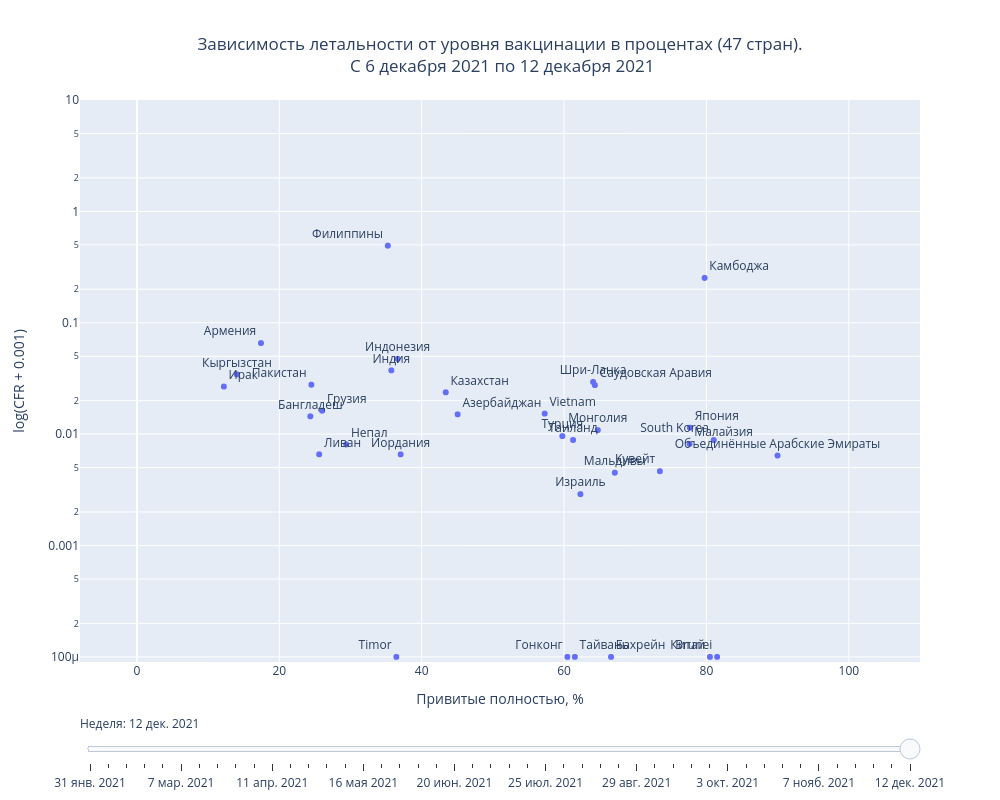 Зависимость летальности от уровня вакцинации в процентах (47 стран).
С 6 декабря 2021 по 12 декабря 2021
10
5
2
1
5
Филиппины
Камбоджа
2
0.1
Армения
5
Индонезия
Индия
Кыргызстан
Ирак
Пакистан
Шри-Ланка
Саудовская Аравия
Казахстан
2
Бангладеш
Грузия
Азербайджан
Vietnam
Монголия
Япония
Турция
Таиланд
South Korea
Малайзия
0.01
Непал
Ливан
Иордания
Объединённые Арабские Эмираты
5
Мальдивы
Кувейт
Израиль
2
0.001
5
2
Timor
Гонконг
Тайвань
Бахрейн
Китай
Brunei
100μ
0
20
40
60
80
100
log(CFR + 0.001)
Привитые полностью, %
Неделя: 12 дек. 2021
31 янв. 2021
7 мар. 2021
11 апр. 2021
16 мая 2021
20 июн. 2021
25 июл. 2021
29 авг. 2021
3 окт. 2021
7 нояб. 2021
12 дек. 2021